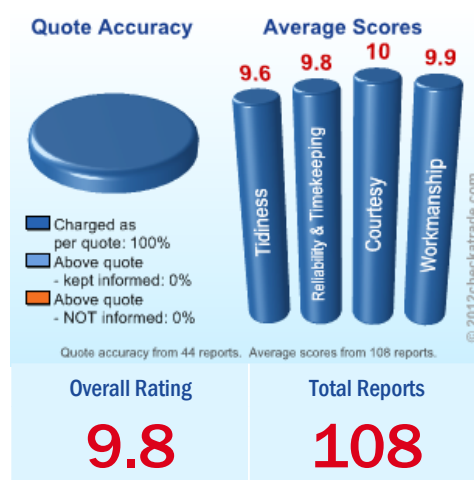 Quote Accuracy
Average Scores
9.6
9.8
10
9.9
Tidiness
Reliability & Timekeeping
Courtesy
Workmanship
Charged as
per quote: 100%
Above quote
- kept informed: 0%
Above quote
- NOT informed: 0%
© 2012checkatrade.com
Quote accuracy from 44 reports. Average scores from 108 reports.
Overall Rating
9.8
Total Reports
108